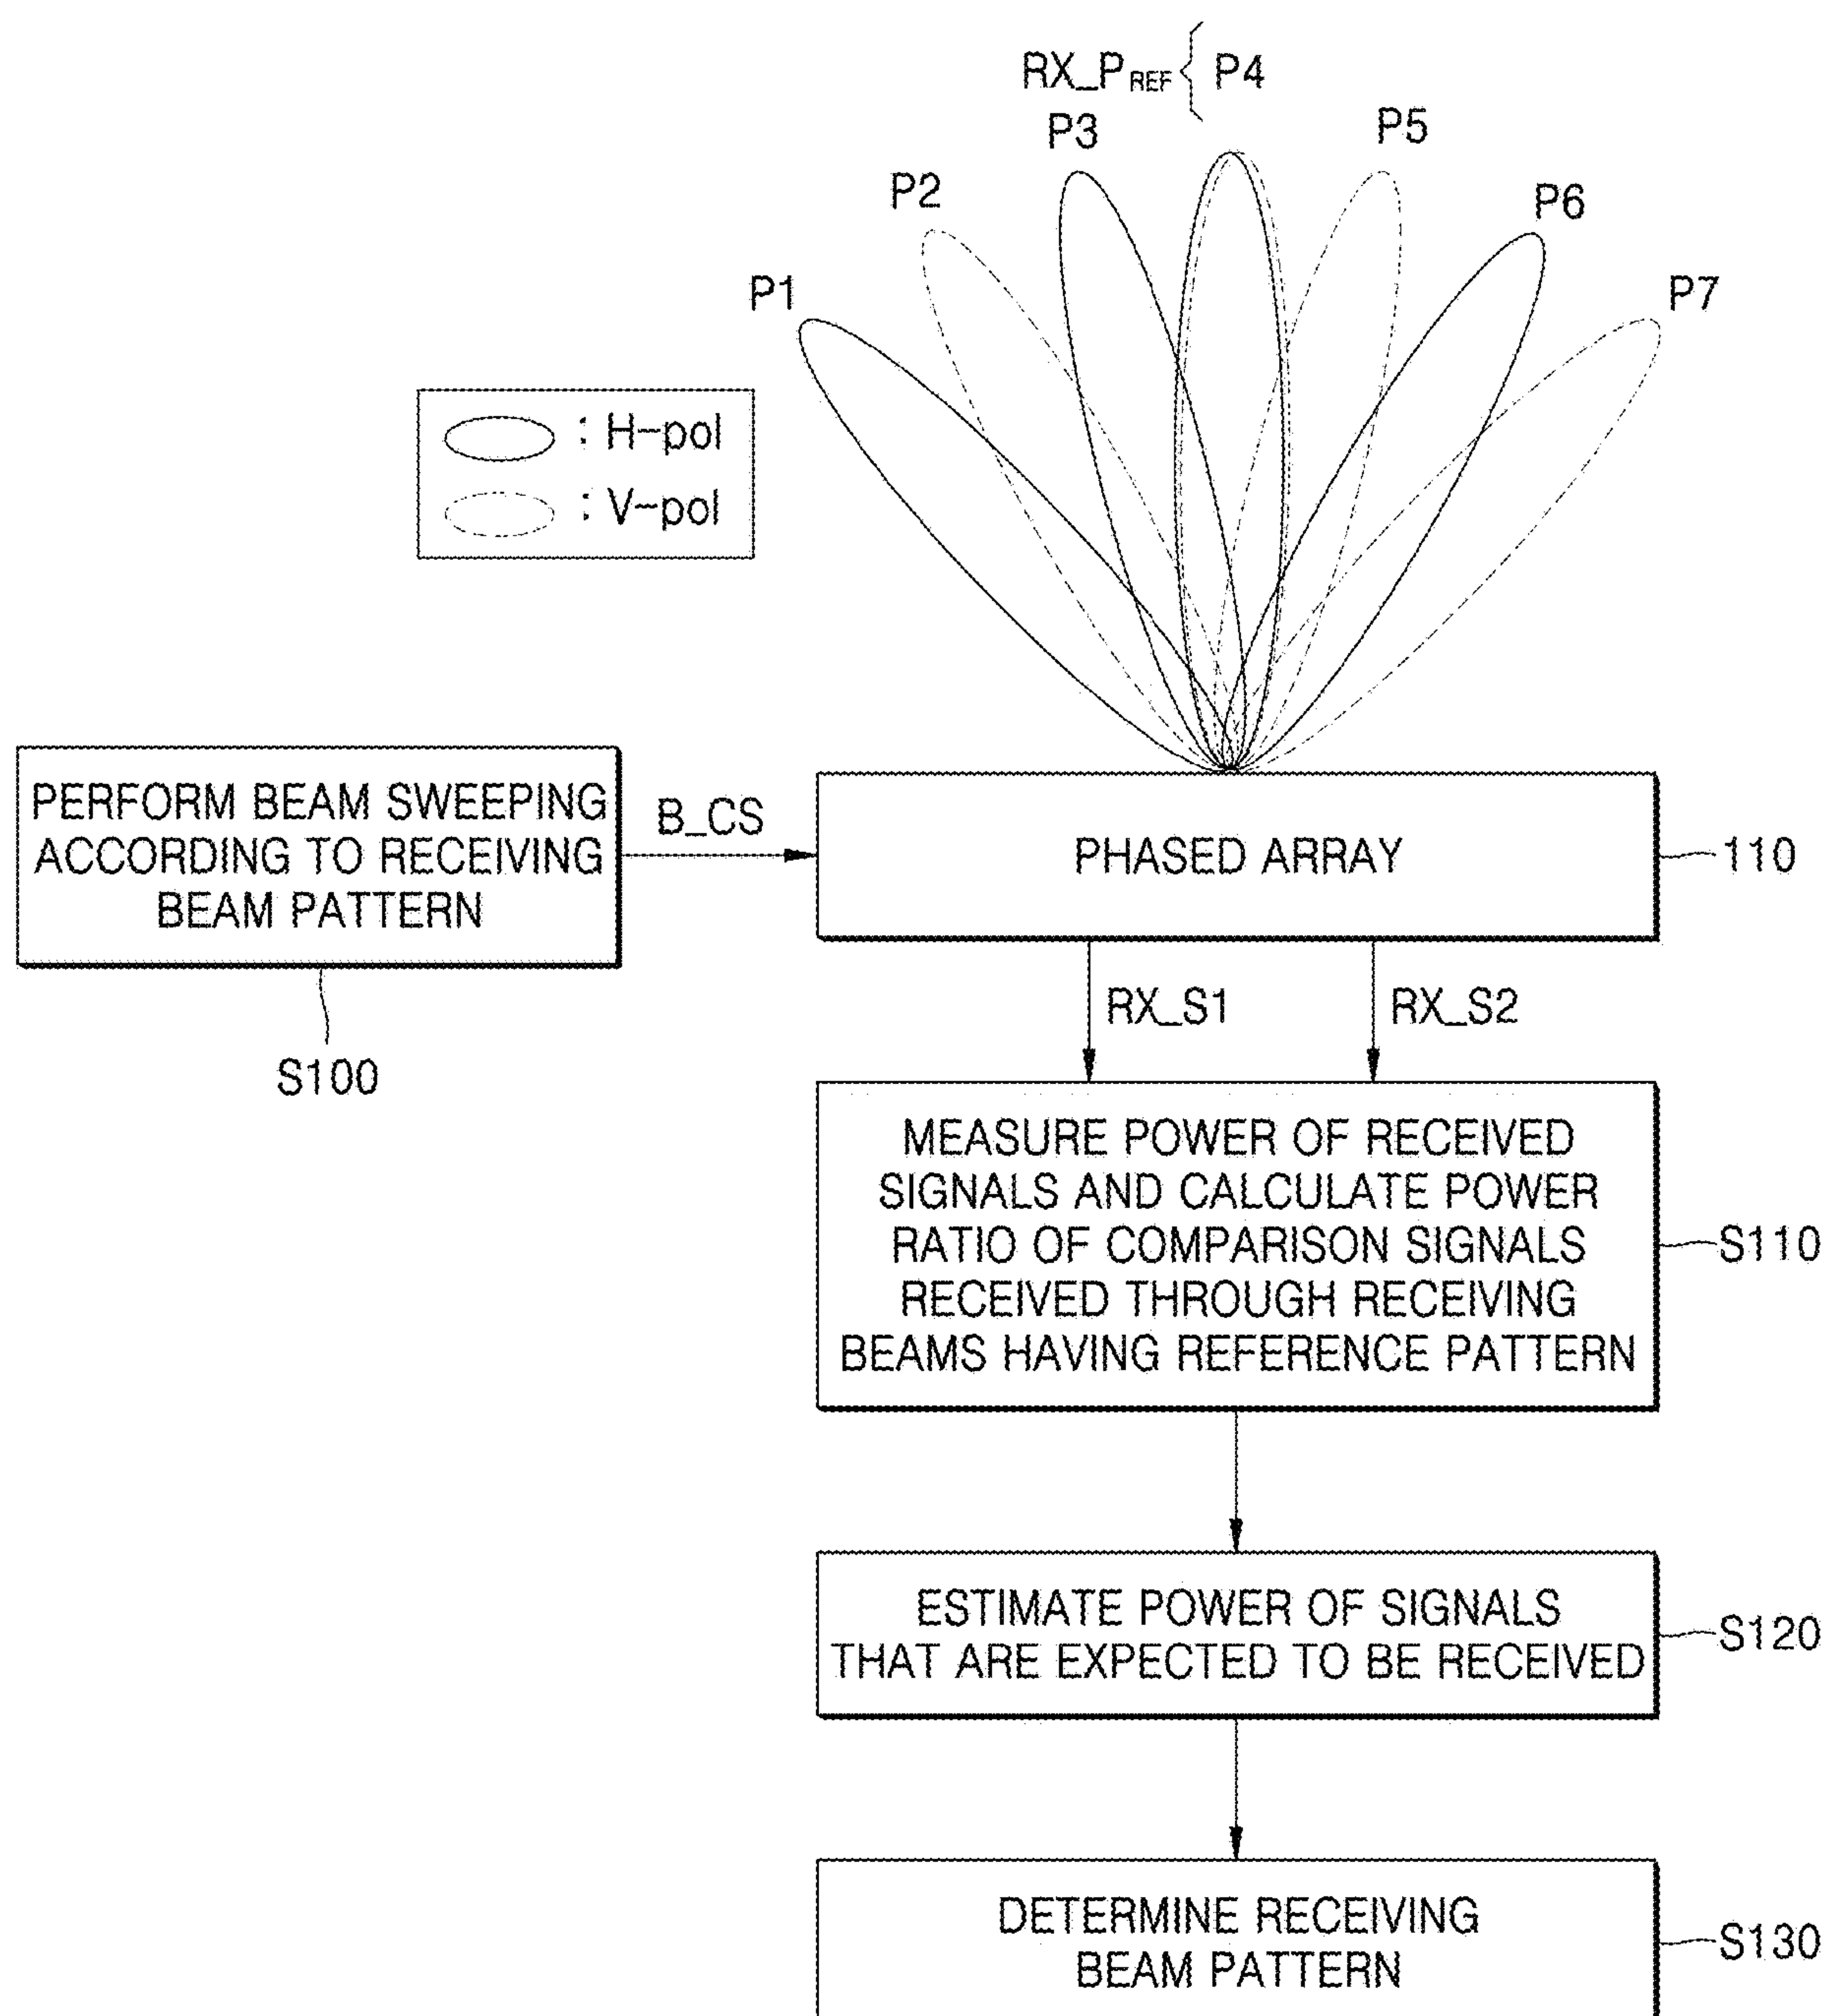 RX_PREF { P4
P3
P5
P2
P6
P1
P7
: H-pol
: V-pol
PERFORM BEAM SWEEPING
ACCORDING TO RECEIVING
BEAM PATTERN
B_CS
PHASED ARRAY
110
S100
RX_S1
RX_S2
MEASURE POWER OF RECEIVED
SIGNALS AND CALCULATE POWER
RATIO OF COMPARISON SIGNALS
RECEIVED THROUGH RECEIVING
BEAMS HAVING REFERENCE PATTERN
S110
ESTIMATE POWER OF SIGNALS
THAT ARE EXPECTED TO BE RECEIVED
S120
DETERMINE RECEIVING
BEAM PATTERN
S130